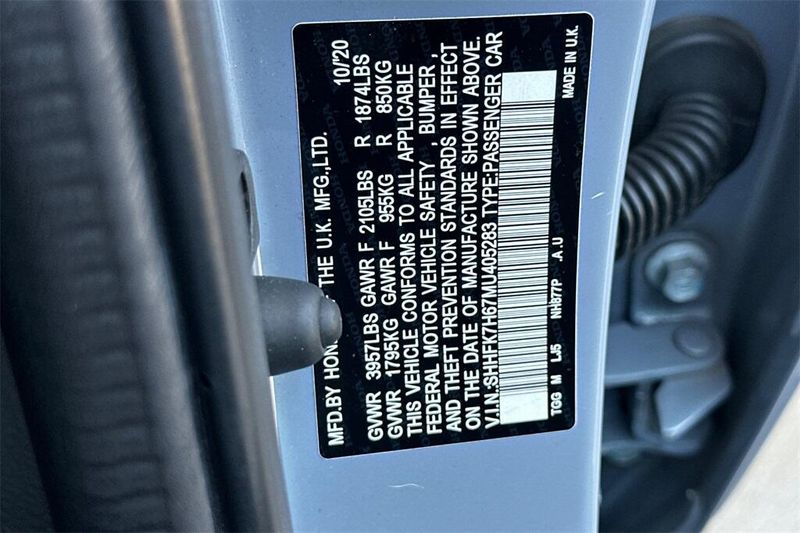 MFD.BY HON THE U.K. MFG.,LTD. 10/'20
GVWR 3957LBS GAWR F 2105LBS R 1874LBS
GVWR 1795KG GAWR F 955KG R 850KG
THIS VEHICLE CONFORMS TO ALL APPLICABLE
FEDERAL MOTOR VEHICLE SAFETY, BUMPER,
AND THEFT PREVENTION STANDARDS IN EFFECT
ON THE DATE OF MANUFACTURE SHOWN ABOVE.
V.I.N.:SHHFK7H67MU405283 TYPE:PASSENGER CAR
TGG M LJ5 NH877P .A.U
MADE IN U.K.